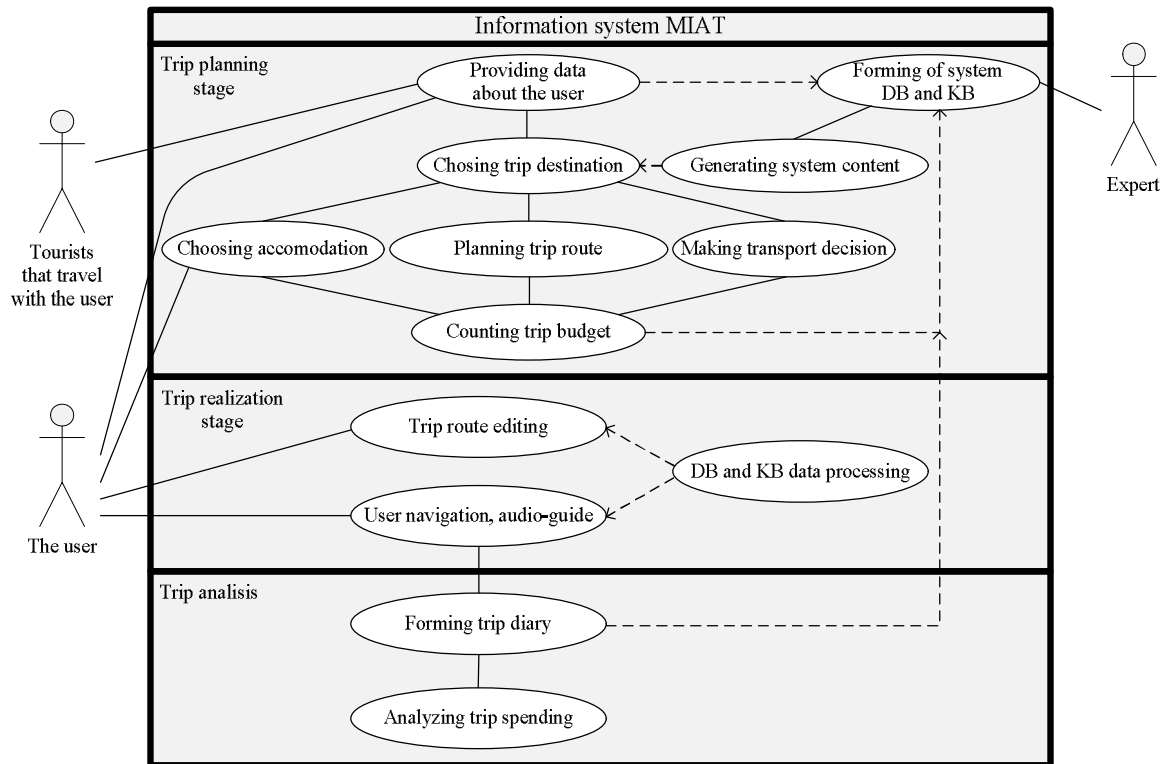 Information system MIAT
Trip planning
stage
Providing data
about the user
Forming of system
DB and KB
Chosing trip destination
Generating system content
Expert
Tourists
that travel
with the user
Choosing accomodation
Planning trip route
Making transport decision
Counting trip budget
Trip realization
stage
Trip route editing
DB and KB data processing
User navigation, audio-guide
The user
Trip analisis
Forming trip diary
Analyzing trip spending